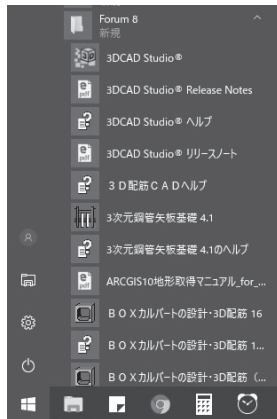 Forum 8
新規
3DCAD Studio®
3DCAD Studio® Release Notes
3DCAD Studio® ヘルプ
3DCAD Studio® リリースノート
３Ｄ配筋ＣＡＤヘルプ
3次元鋼管矢板基礎 4.1
3次元鋼管矢板基礎 4.1のヘルプ
ARCGIS10地形取得マニュアル_for_...
ＢＯＸカルバートの設計・3D配筋 16
ＢＯＸカルバートの設計・3D配筋 1...
ＢＯＸカルバートの設計・3D配筋（...